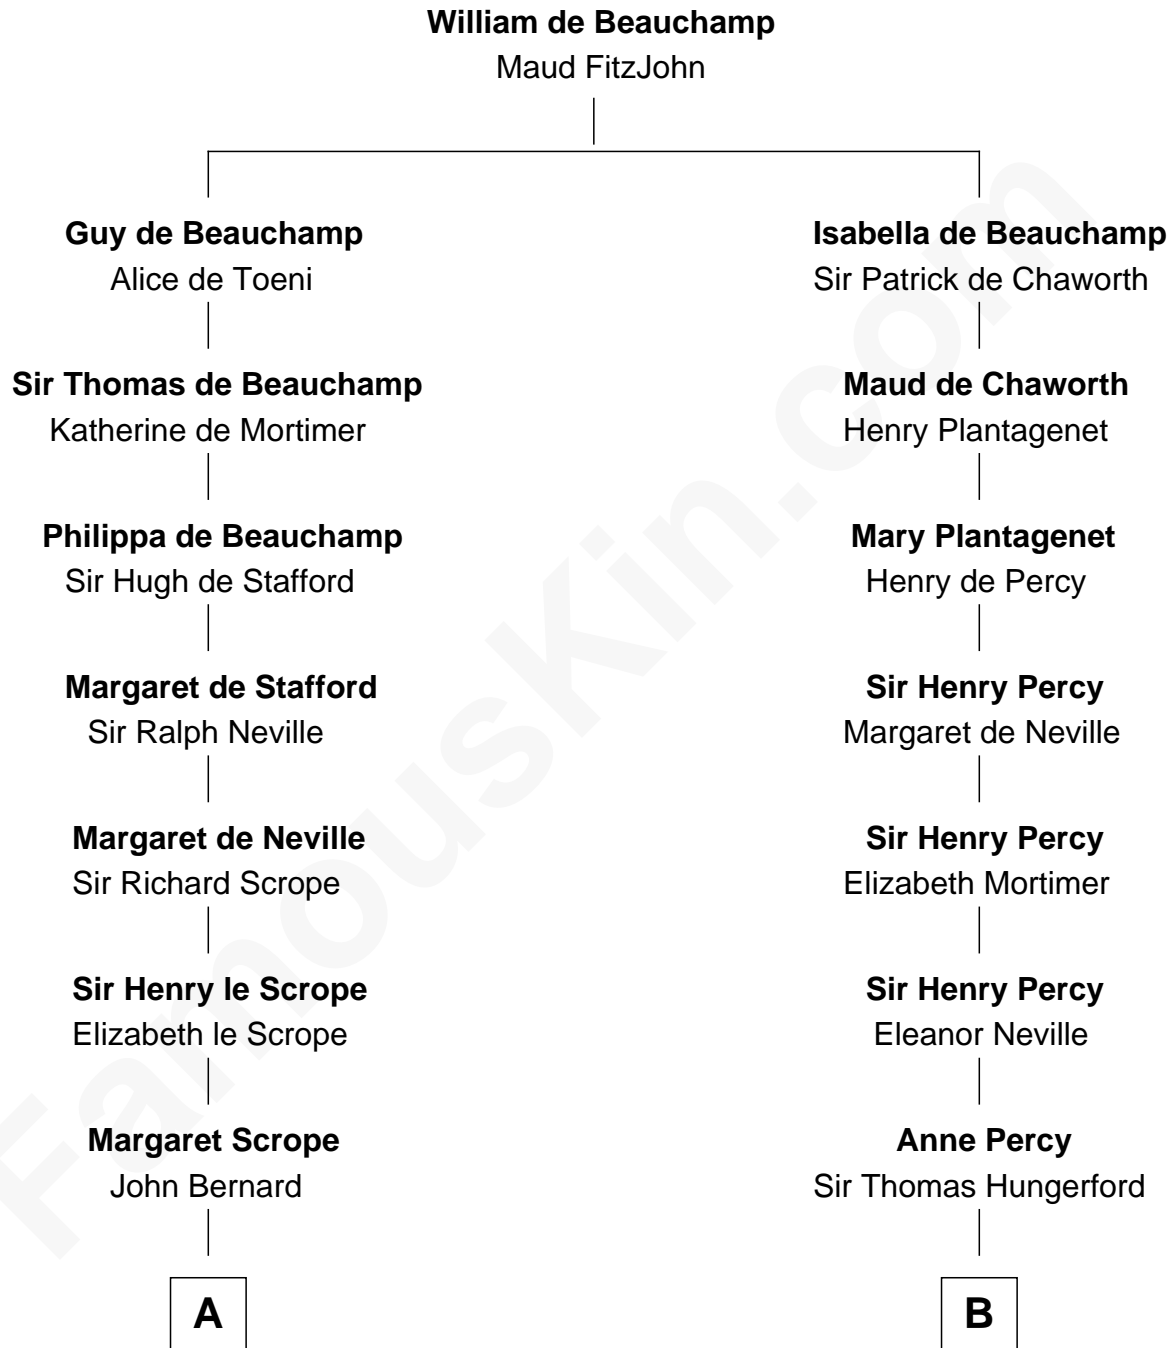 William de Beauchamp
Maud FitzJohn
Guy de Beauchamp
Alice de Toeni
Isabella de Beauchamp
Sir Patrick de Chaworth
Sir Thomas de Beauchamp
Katherine de Mortimer
Maud de Chaworth
Henry Plantagenet
Philippa de Beauchamp
Sir Hugh de Stafford
Mary Plantagenet
Henry de Percy
Margaret de Stafford
Sir Ralph Neville
Sir Henry Percy
Margaret de Neville
Margaret de Neville
Sir Richard Scrope
Sir Henry Percy
Elizabeth Mortimer
Sir Henry le Scrope
Elizabeth le Scrope
Sir Henry Percy
Eleanor Neville
Margaret Scrope
John Bernard
Anne Percy
Sir Thomas Hungerford
A
B
FamousKin.com